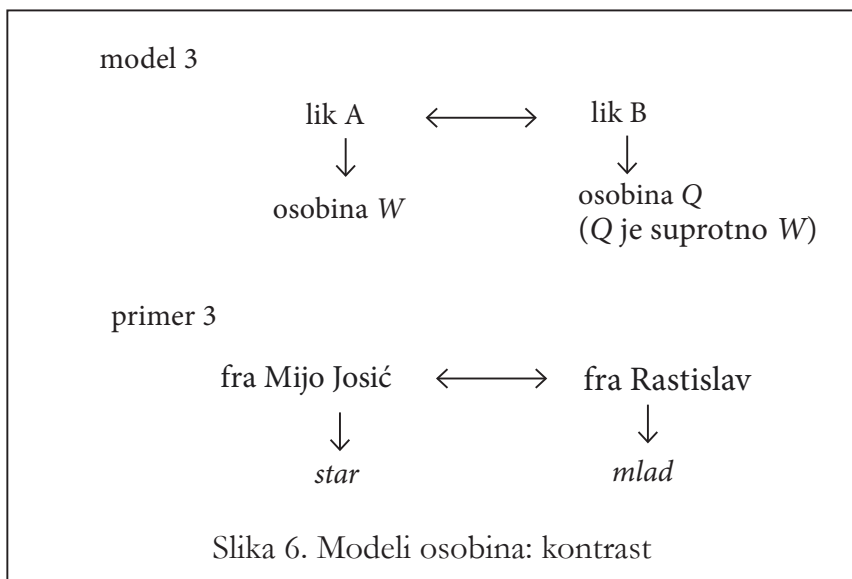 model 3
lik A ⟷ lik B
↓ ↓
osobina W osobina Q
(Q je suprotno W)
primer 3
fra Mijo Josić ⟷ fra Rastislav
↓ ↓
star mlad
Slika 6. Modeli osobina: kontrast